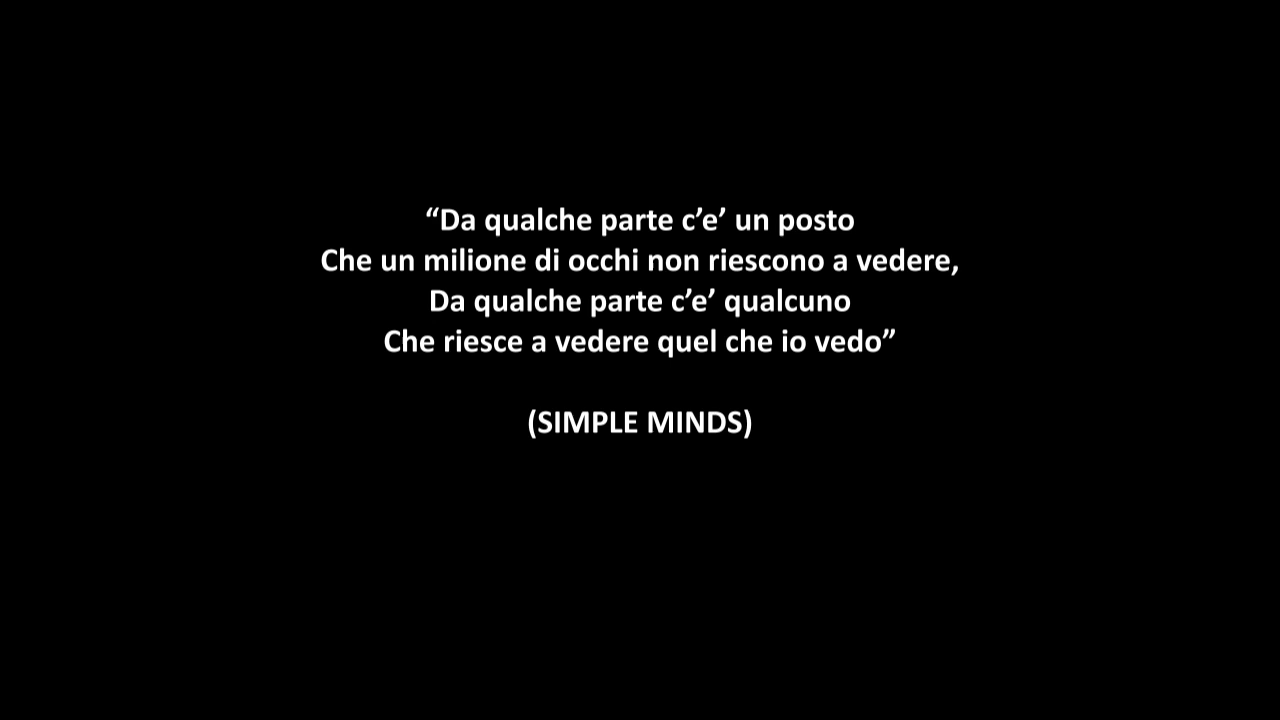 “Da qualche parte c’e’ un posto
Che un milione di occhi non riescono a vedere,
Da qualche parte c’e’ qualcuno
Che riesce a vedere quel che io vedo”
(SIMPLE MINDS)